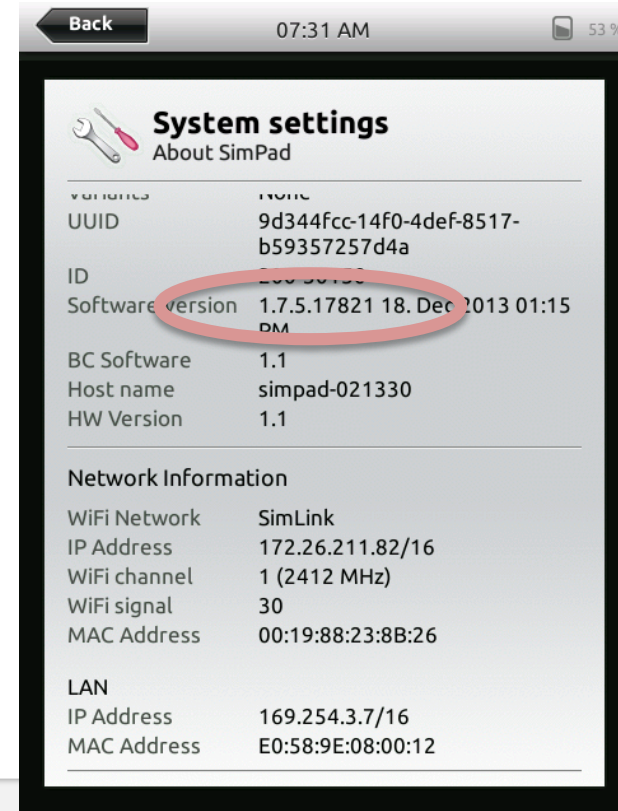 Back 07:31 AM 53 %
System settings
About SimPad
Variants None
UUID 9d344fcc-14f0-4def-8517-
b59357257d4a
ID
Software version 1.7.5.17821 18. Dec 2013 01:15
PM
BC Software 1.1
Host name simpad-021330
HW Version 1.1
Network Information
WiFi Network SimLink
IP Address 172.26.211.82/16
WiFi channel 1 (2412 MHz)
WiFi signal 30
MAC Address 00:19:88:23:8B:26
LAN
IP Address 169.254.3.7/16
MAC Address E0:58:9E:08:00:12